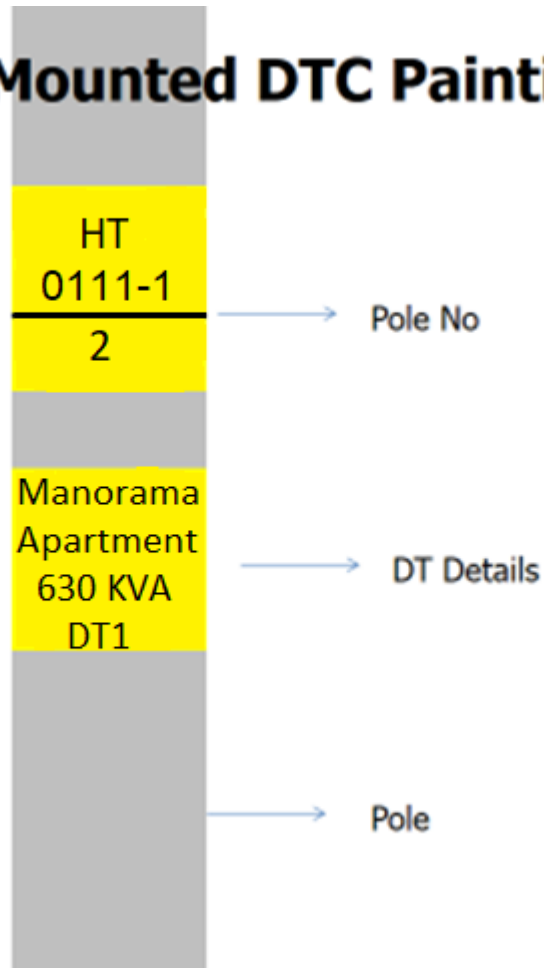 Mounted DTC Painti
HT
0111-1
2
Pole No
Manorama
Apartment
630 KVA
DT1
DT Details
Pole